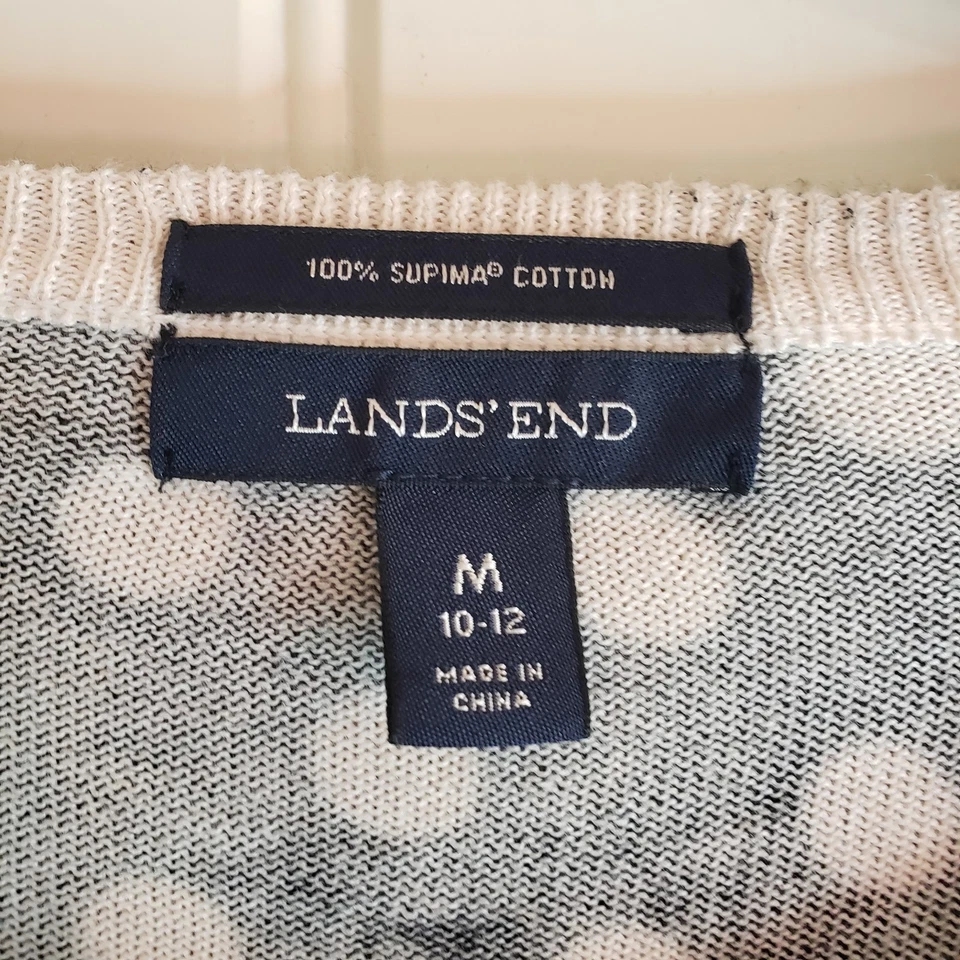 100% SUPIMA® COTTON
LANDS' END
M
10-12
MADE IN
CHINA